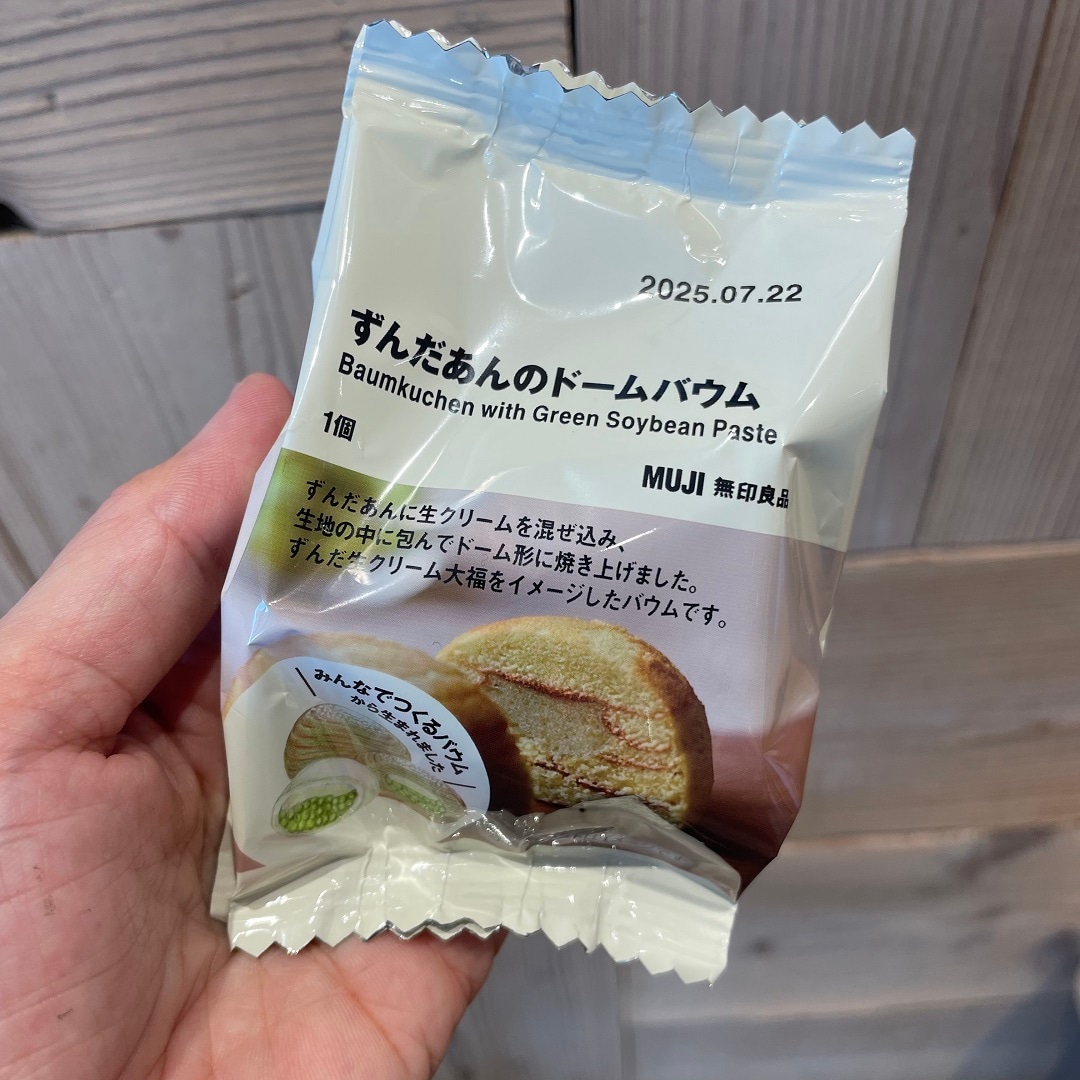 2025.07.22
ずんだあんのドームバウム
Baumkuchen with Green Soybean Paste
1個
MUJI 無印良品
ずんだあんに生クリームを混ぜ込み、
生地の中に包んでドーム形に焼き上げました。
ずんだ生クリーム大福をイメージしたバウムです。
みんなでつくるバウム
から生まれました